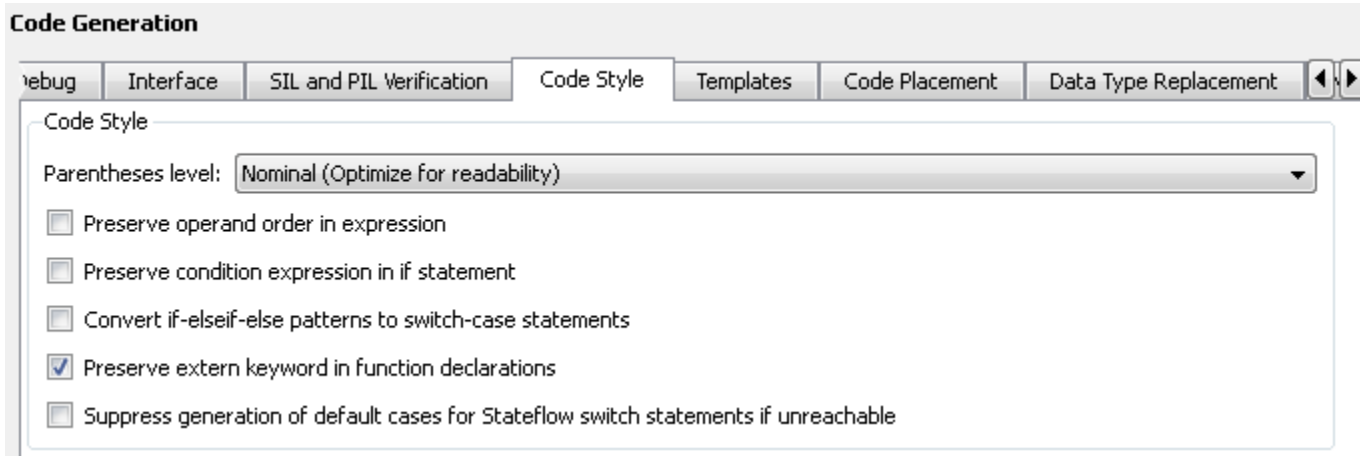 Code Generation
Interface SIL and PIL Verification Code Style Templates Code Placement Data Type Replacement
Code Style
Parentheses level: Nominal (Optimize for readability)
Preserve operand order in expression
Preserve condition expression in if statement
Convert if-elseif-else patterns to switch-case statements
Preserve extern keyword in function declarations
Suppress generation of default cases for Stateflow switch statements if unreachable